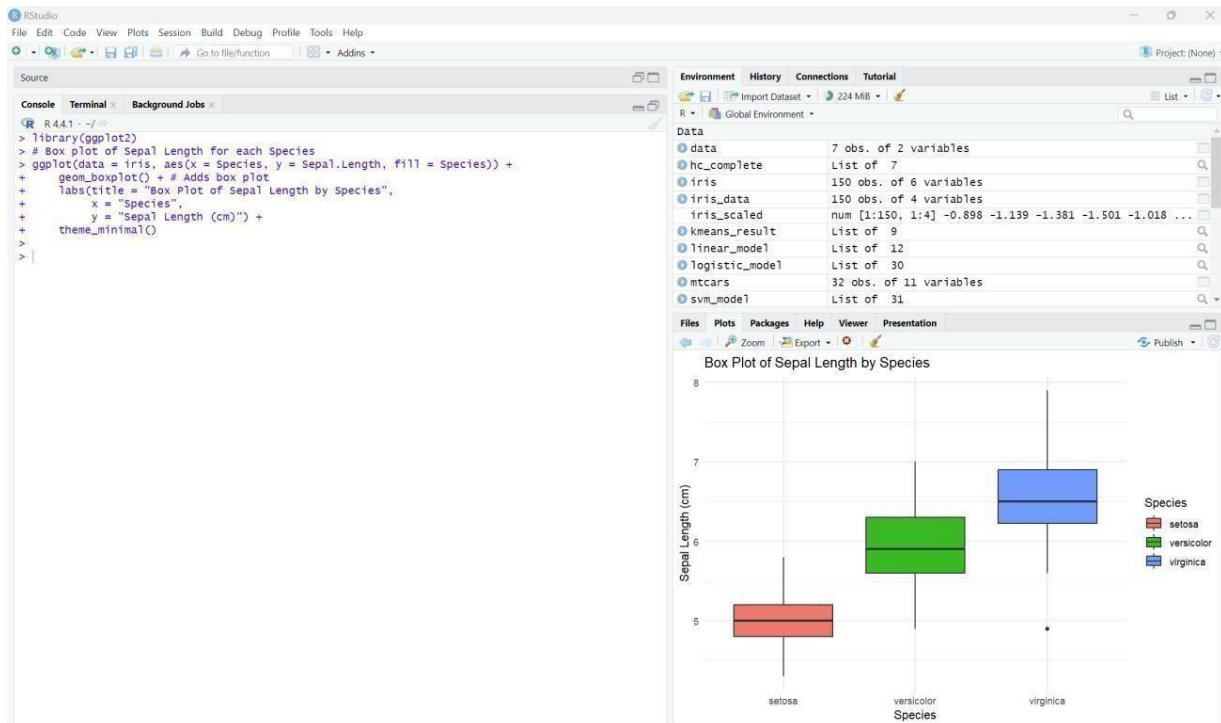 RStudio
File Edit Code View Plots Session Build Debug Profile Tools Help
Go to file/function Addins Project: (None)
Source
Console Terminal Background Jobs
R 4.4.1 · ~/
> library(ggplot2)
> # Box plot of Sepal Length for each Species
> ggplot(data = iris, aes(x = Species, y = Sepal.Length, fill = Species)) +
+ geom_boxplot() + # Adds box plot
+ labs(title = "Box Plot of Sepal Length by Species",
+ x = "Species",
+ y = "Sepal Length (cm)") +
+ theme_minimal()
>
>
Environment History Connections Tutorial
Import Dataset 224 MiB List
R Global Environment
Data
data 7 obs. of 2 variables
hc_complete List of 7
iris 150 obs. of 6 variables
iris_data 150 obs. of 4 variables
iris_scaled num [1:150, 1:4] -0.898 -1.139 -1.381 -1.501 -1.018 ...
kmeans_result List of 9
linear_model List of 12
logistic_model List of 30
mtcars 32 obs. of 11 variables
svm_model List of 31
Files Plots Packages Help Viewer Presentation
Zoom Export Publish
Box Plot of Sepal Length by Species
8
7
6
5
Sepal Length (cm)
setosa versicolor virginica
Species
Species
setosa
versicolor
virginica